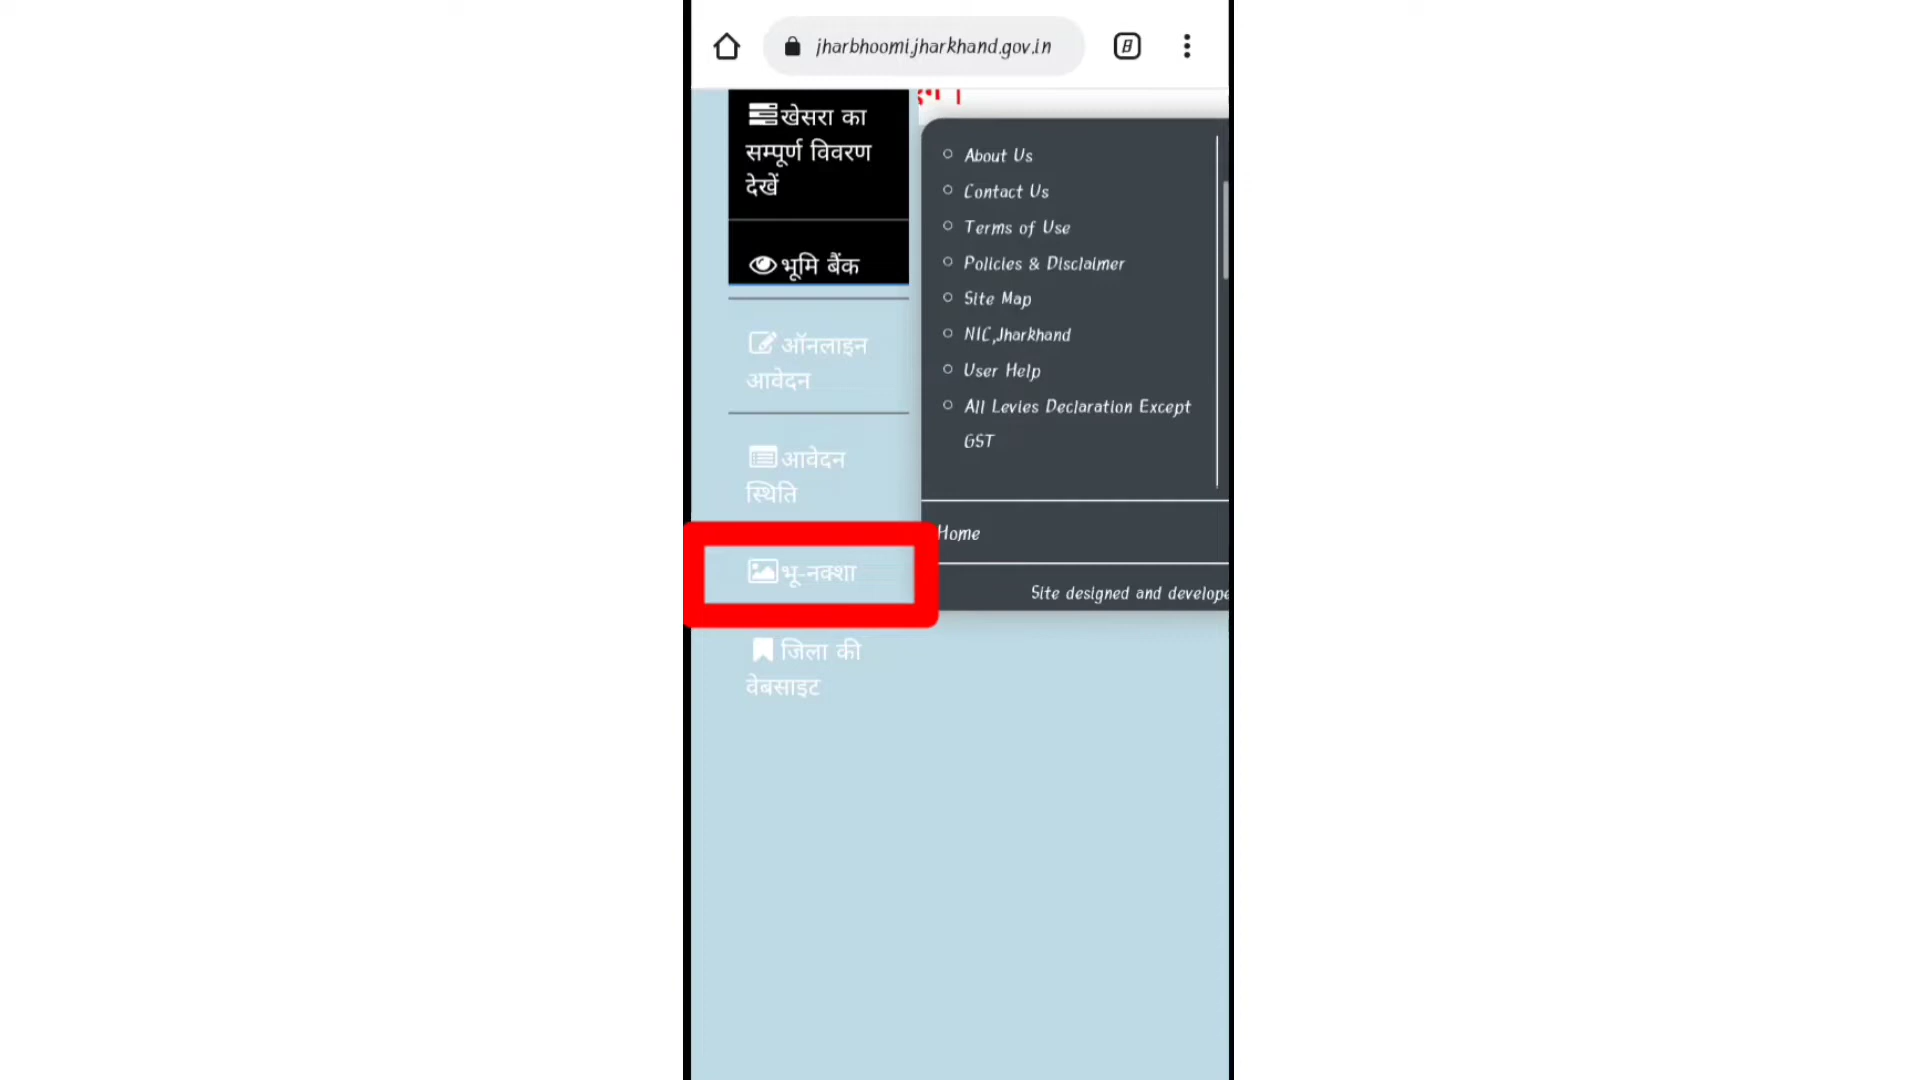 jharbhoomi.jharkhand.gov.in
8
खेसरा का
सम्पूर्ण विवरण
देखें
भूमि बैंक
ऑनलाइन
आवेदन
आवेदन
स्थिति
भू-नक्शा
जिला की
वेबसाइट
About Us
Contact Us
Terms of Use
Policies & Disclaimer
Site Map
NIC,Jharkhand
User Help
All Levies Declaration Except
GST
Home
Site designed and develope